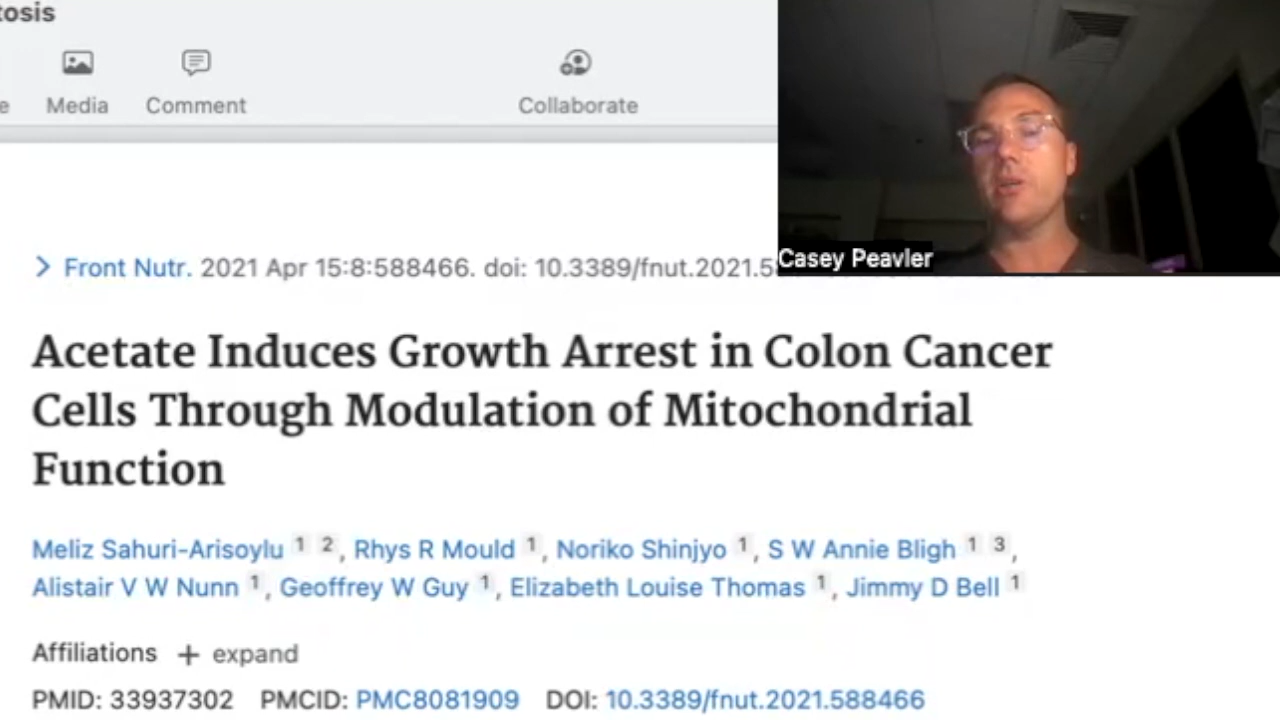 tosis
e Media Comment Collaborate
Casey Peavler
> Front Nutr. 2021 Apr 15:8:588466. doi: 10.3389/fnut.2021.5
Acetate Induces Growth Arrest in Colon Cancer
Cells Through Modulation of Mitochondrial
Function
Meliz Sahuri-Arisoylu 1 2, Rhys R Mould 1, Noriko Shinjyo 1, S W Annie Bligh 1 3,
Alistair V W Nunn 1, Geoffrey W Guy 1, Elizabeth Louise Thomas 1, Jimmy D Bell 1
Affiliations + expand
PMID: 33937302 PMCID: PMC8081909 DOI: 10.3389/fnut.2021.588466